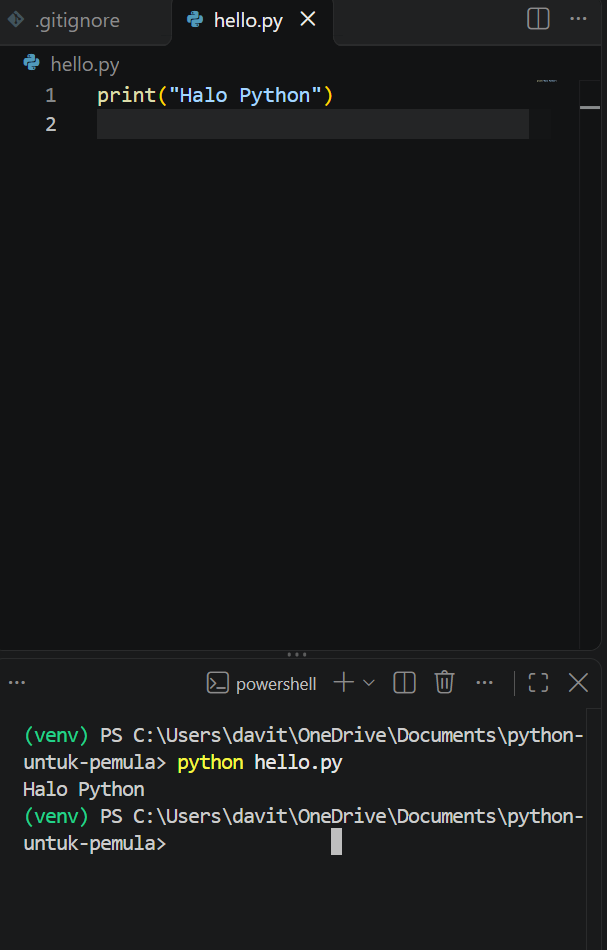 .gitignore hello.py
hello.py
1 print("Halo Python")
2
powershell
(venv) PS C:\Users\davit\OneDrive\Documents\python-
untuk-pemula> python hello.py
Halo Python
(venv) PS C:\Users\davit\OneDrive\Documents\python-
untuk-pemula>